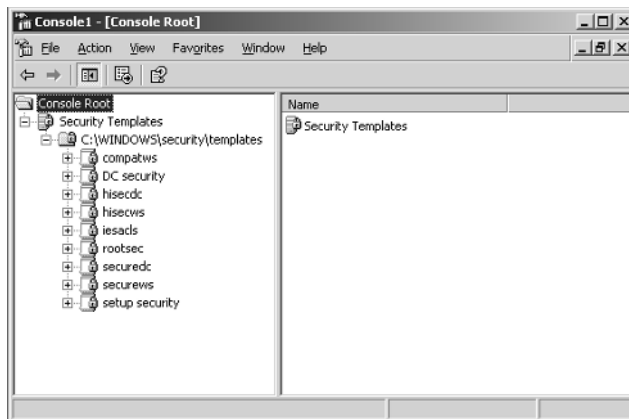 Console1 - [Console Root]
File Action View Favorites Window Help
Console Root
Security Templates
C:\WINDOWS\security\templates
compatws
DC security
hisecdc
hisecws
iesacls
rootsec
securedc
securews
setup security
Name
Security Templates